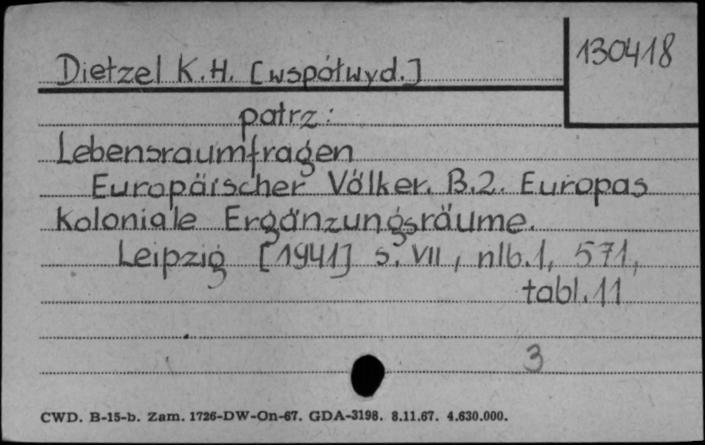 130418
Dietzel K.H. [współwyd.]
patrz:
Lebensraumfragen
Europäischer Völker. B.2. Europas
Koloniale Ergänzungsräume.
Leipzig [1941] s. VII, nlb.1, 571,
tabl. 11
3
CWD. B-15-b. Zam. 1726-DW-On-67. GDA-3198. 8.11.67. 4.630.000.